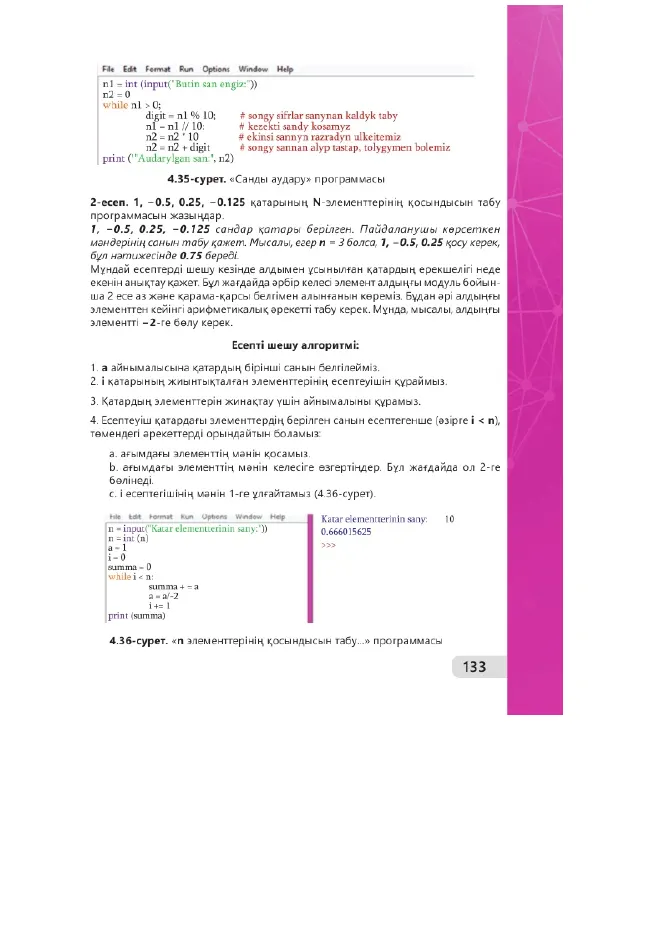 File Edit Format Run Options Window Help
n1 = int (input("Butin san engiz:"))
n2 = 0
while n1 > 0;
digit = n1 % 10; # songy sifrlar sanynan kaldyk taby
n1 = n1 // 10: # kezekti sandy kosamyz
n2 = n2 * 10 # ekinsi sannyn razradyn ulkeitemiz
n2 = n2 + digit # songy sannan alyp tastap, tolygymen bolemiz
print ('"Audarylgan san:", n2)
4.35-сурет. «Санды аудару» программасы
2-есеп. 1, −0.5, 0.25, −0.125 қатарының N-элементтерінің қосындысын табу
программасын жазыңдар.
1, −0.5, 0.25, −0.125 сандар қатары берілген. Пайдаланушы көрсеткен
мәндерінің санын табу қажет. Мысалы, егер n = 3 болса, 1, −0.5, 0.25 қосу керек,
бұл нәтижесінде 0.75 береді.
Мұндай есептерді шешу кезінде алдымен ұсынылған қатардың ерекшелігі неде
екенін анықтау қажет. Бұл жағдайда әрбір келесі элемент алдыңғы модуль бойын-
ша 2 есе аз және қарама-қарсы белгімен алынғанын көреміз. Бұдан әрі алдыңғы
элементтен кейінгі арифметикалық әрекетті табу керек. Мұнда, мысалы, алдыңғы
элементті −2-ге бөлу керек.
Есепті шешу алгоритмі:
1. a айнымалысына қатардың бірінші санын белгілейміз.
2. i қатарының жиынтықталған элементтерінің есептеуішін құраймыз.
3. Қатардың элементтерін жинақтау үшін айнымалыны құрамыз.
4. Есептеуіш қатардағы элементтердің берілген санын есептегенше (әзірге i < n),
төмендегі әрекеттерді орындайтын боламыз:
a. ағымдағы элементтің мәнін қосамыз.
b. ағымдағы элементтің мәнін келесіге өзгертіңдер. Бұл жағдайда ол 2-ге
бөлінеді.
c. i есептегішінің мәнін 1-ге ұлғайтамыз (4.36-сурет).
File Edit Format Run Options Window Help
n = input("Katar elementterinin sany:"))
n = int (n)
a = 1
i = 0
summa = 0
while i < n:
summa + = a
a = a/-2
i += 1
print (summa)
Katar elementterinin sany: 10
0.666015625
>>>
4.36-сурет. «n элементтерінің қосындысын табу...» программасы
133